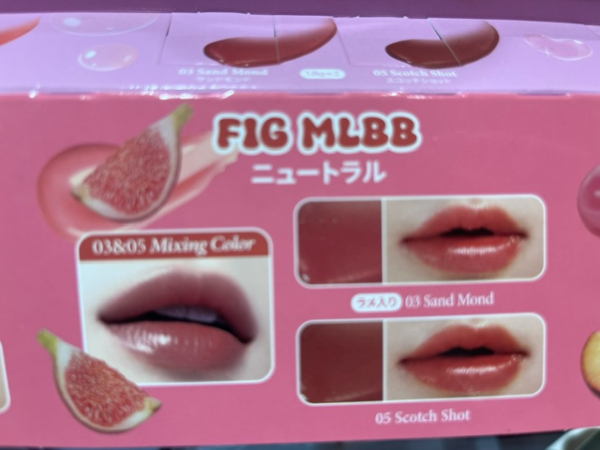 03 Sand Mond
05 Scotch Shot
FIG MLBB
ニュートラル
03&05 Mixing Color
ラメ入り 03 Sand Mond
05 Scotch Shot